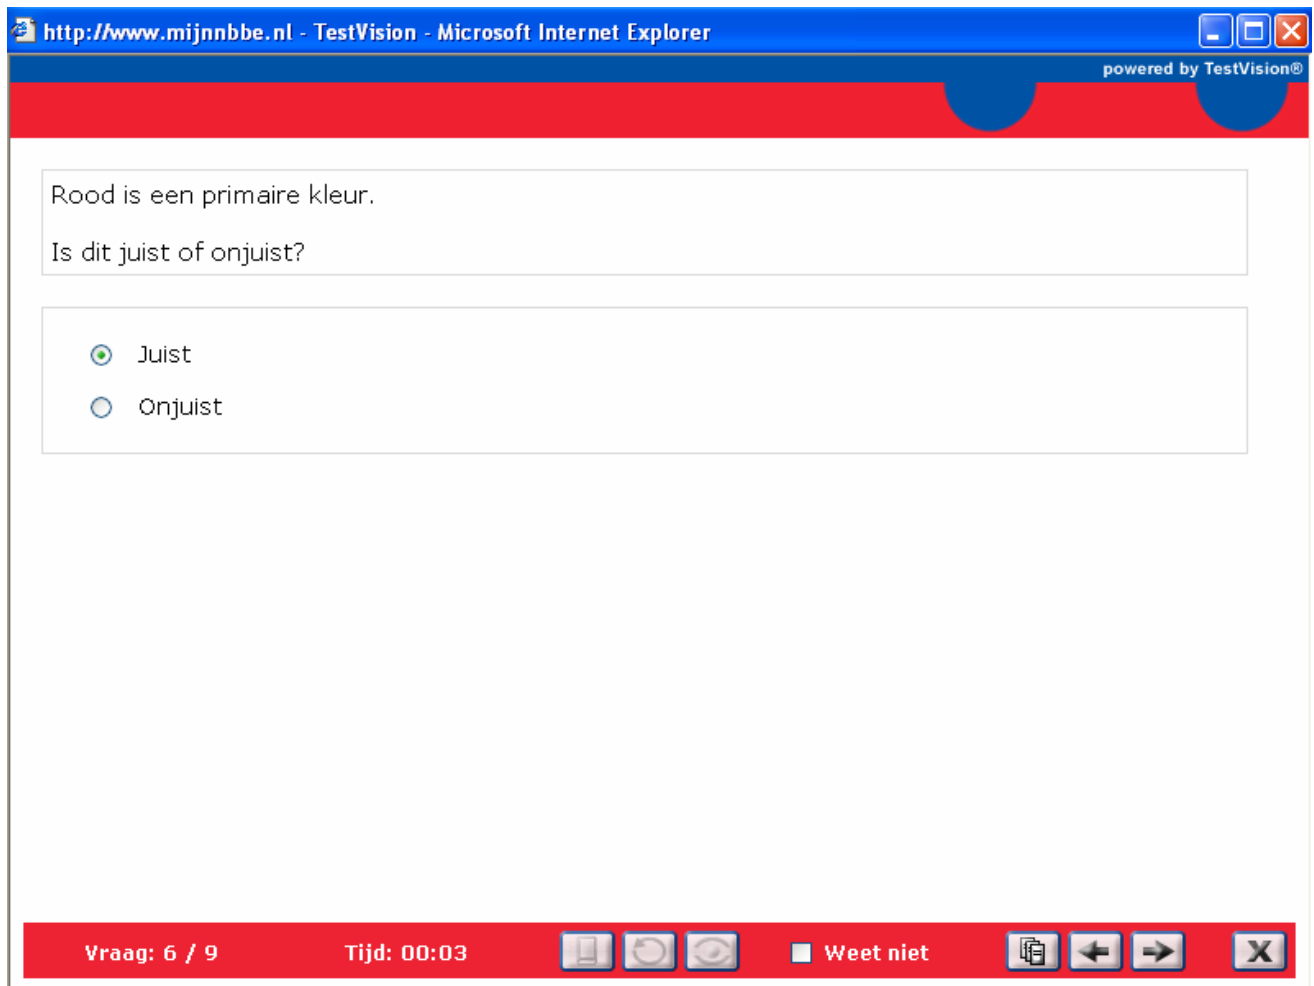 http://www.mijnnbbe.nl - TestVision - Microsoft Internet Explorer
powered by TestVision®
Rood is een primaire kleur.
Is dit juist of onjuist?
Juist
Onjuist
Vraag: 6 / 9 Tijd: 00:03 Weet niet X